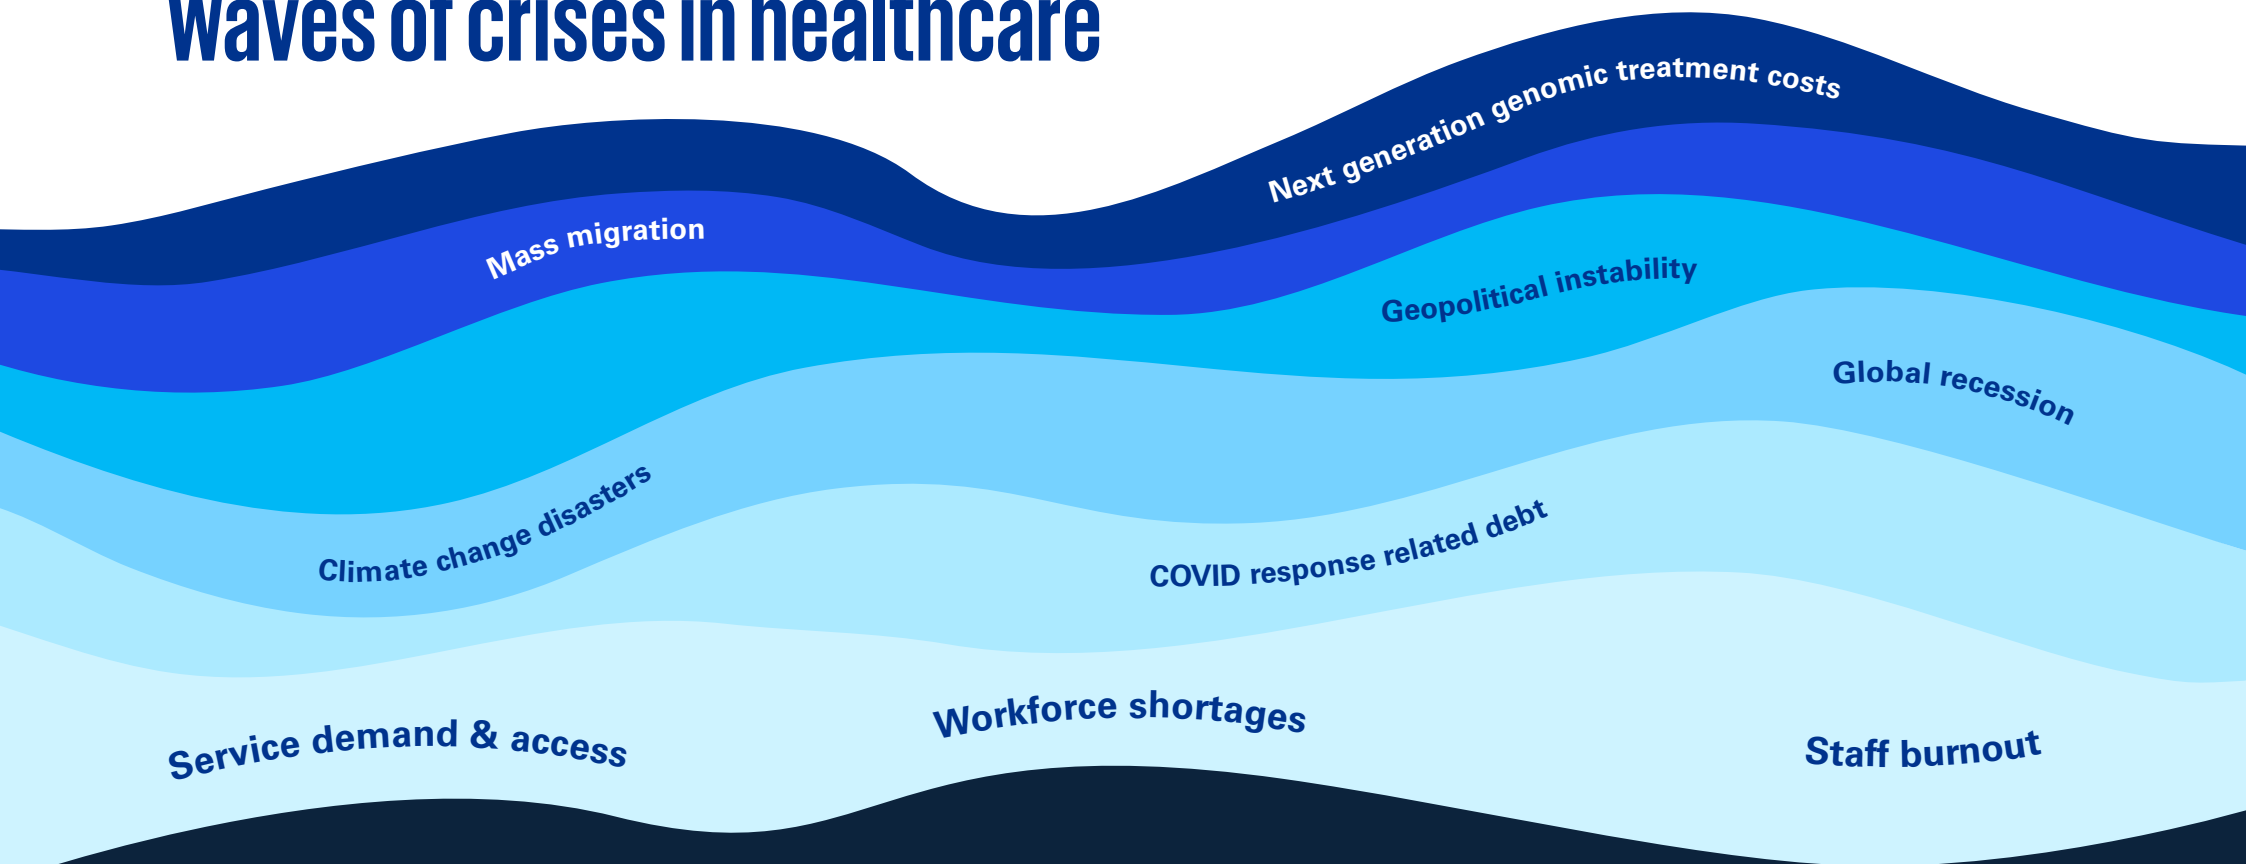 Waves of crises in healthcare
Next generation genomic treatment costs
Mass migration
Geopolitical instability
Global recession
Climate change disasters
COVID response related debt
Service demand & access
Workforce shortages
Staff burnout